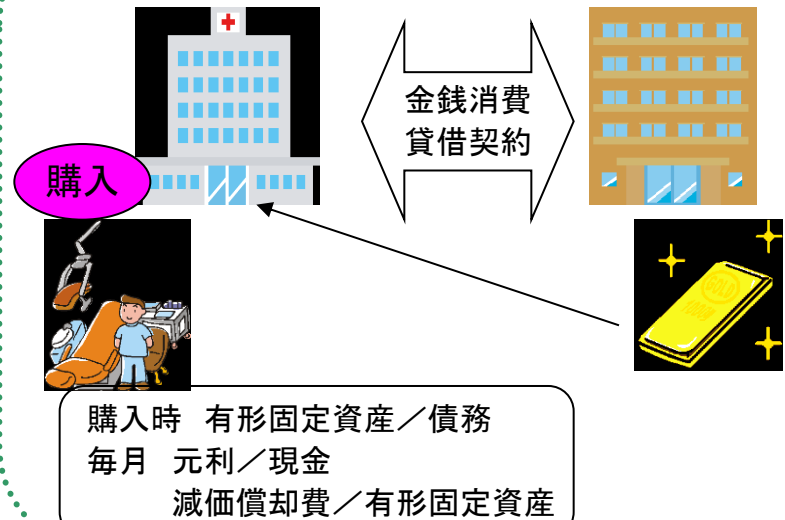 金銭消費
貸借契約
購入
GOLD
購入時 有形固定資産／債務
毎月 元利／現金
減価償却費／有形固定資産